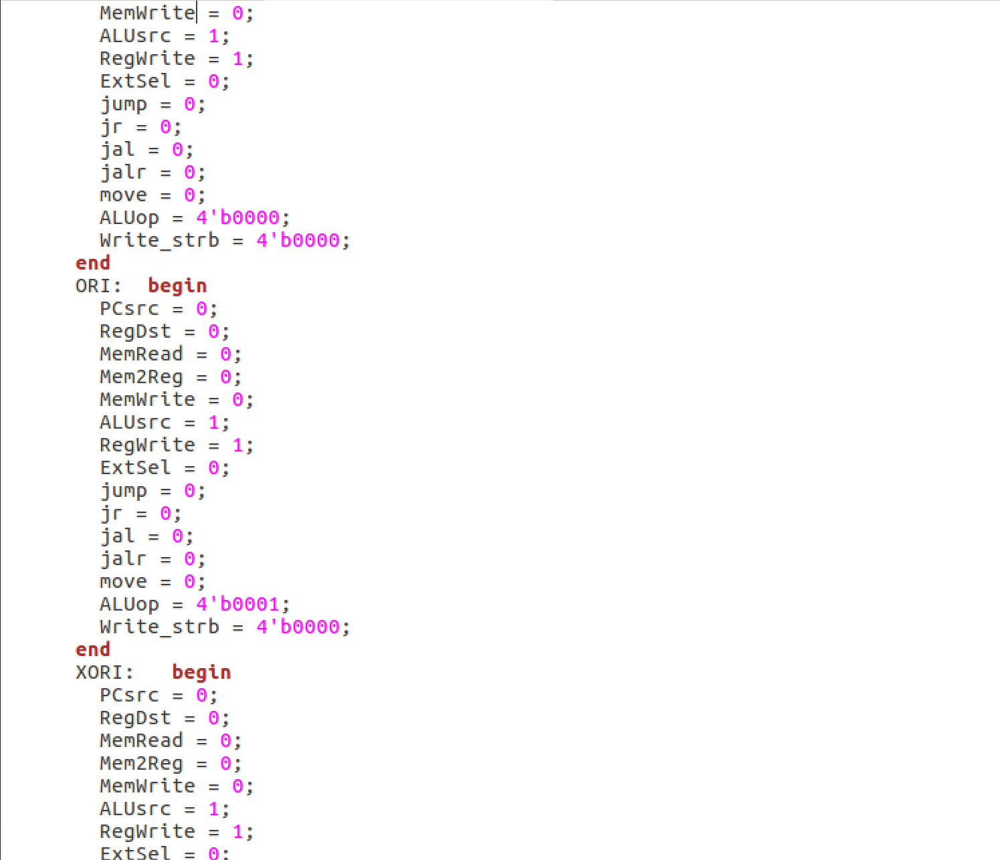 MemWrite = 0;
ALUsrc = 1;
RegWrite = 1;
ExtSel = 0;
jump = 0;
jr = 0;
jal = 0;
jalr = 0;
move = 0;
ALUop = 4'b0000;
Write_strb = 4'b0000;
end
ORI:  begin
PCsrc = 0;
RegDst = 0;
MemRead = 0;
Mem2Reg = 0;
MemWrite = 0;
ALUsrc = 1;
RegWrite = 1;
ExtSel = 0;
jump = 0;
jr = 0;
jal = 0;
jalr = 0;
move = 0;
ALUop = 4'b0001;
Write_strb = 4'b0000;
end
XORI:   begin
PCsrc = 0;
RegDst = 0;
MemRead = 0;
Mem2Reg = 0;
MemWrite = 0;
ALUsrc = 1;
RegWrite = 1;
ExtSel = 0;